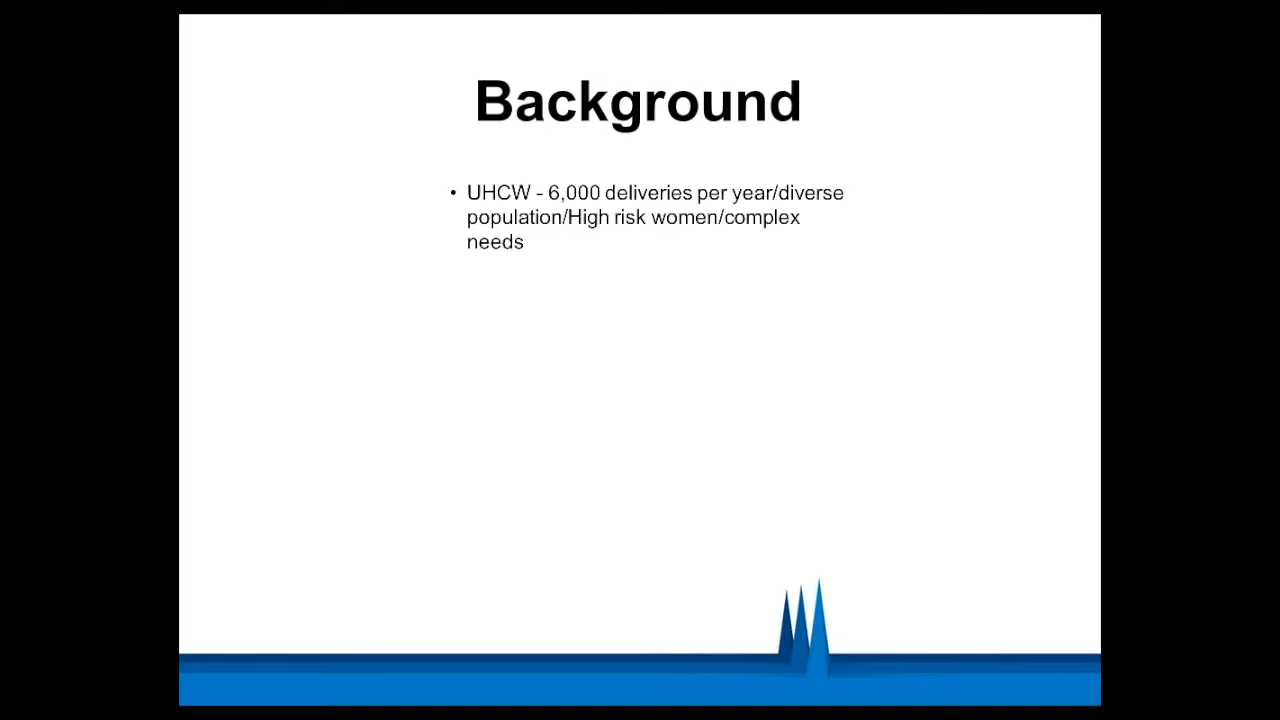 Background
• UHCW - 6,000 deliveries per year/diverse
population/High risk women/complex
needs